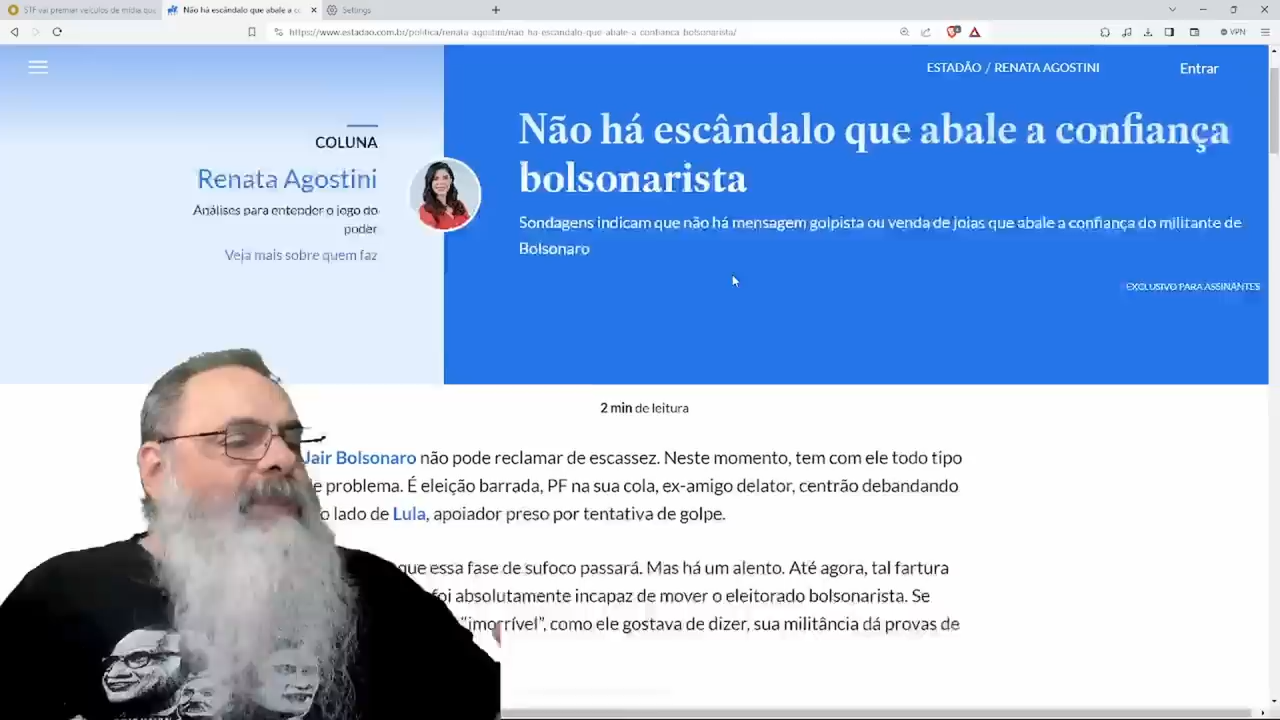 STF vai premiar veículos de mídia que
Não há escândalo que abale a co
Settings
https://www.estadao.com.br/politica/renata-agostini/nao-ha-escandalo-que-abale-a-confianca-bolsonarista/
VPN
ESTADÃO / RENATA AGOSTINI
Entrar
COLUNA
Renata Agostini
Análises para entender o jogo do
poder
Veja mais sobre quem faz
Não há escândalo que abale a confiança
bolsonarista
Sondagens indicam que não há mensagem golpista ou venda de joias que abale a confiança do militante de
Bolsonaro
EXCLUSIVO PARA ASSINANTES
2 min de leitura
Jair Bolsonaro não pode reclamar de escassez. Neste momento, tem com ele todo tipo
e problema. É eleição barrada, PF na sua cola, ex-amigo delator, centrão debandando
o lado de Lula, apoiador preso por tentativa de golpe.
que essa fase de sufoco passará. Mas há um alento. Até agora, tal fartura
foi absolutamente incapaz de mover o eleitorado bolsonarista. Se
"imorrível", como ele gostava de dizer, sua militância dá provas de